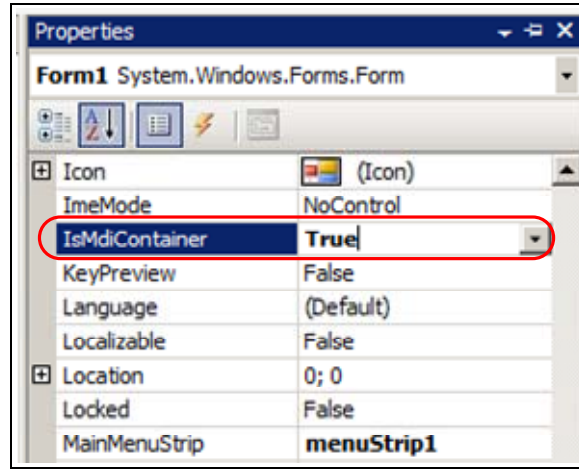 Properties
Form1 System.Windows.Forms.Form
Icon (Icon)
ImeMode NoControl
IsMdiContainer True
KeyPreview False
Language (Default)
Localizable False
Location 0; 0
Locked False
MainMenuStrip menuStrip1